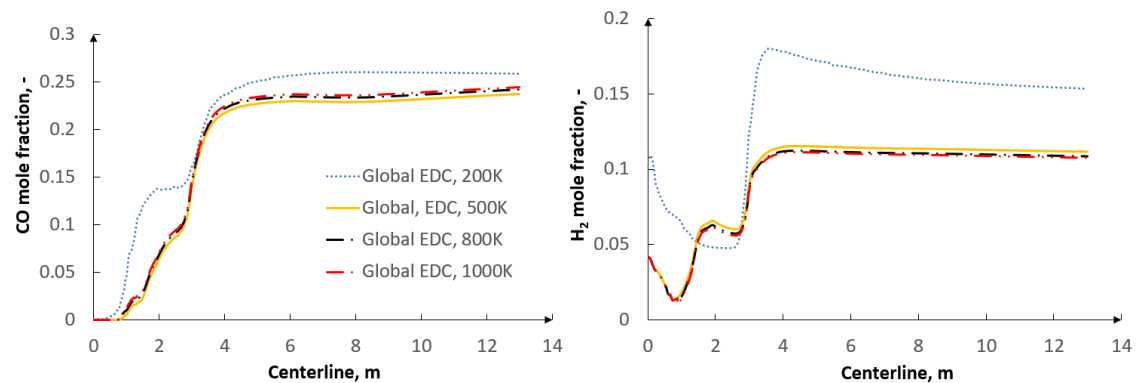 CO mole fraction, -
0.3
0.25
0.2
0.15
0.1
0.05
0
Global EDC, 200K
Global, EDC, 500K
Global EDC, 800K
Global EDC, 1000K
0 2 4 6 8 10 12 14
Centerline, m
H2 mole fraction, -
0.2
0.15
0.1
0.05
0
0 2 4 6 8 10 12 14
Centerline, m